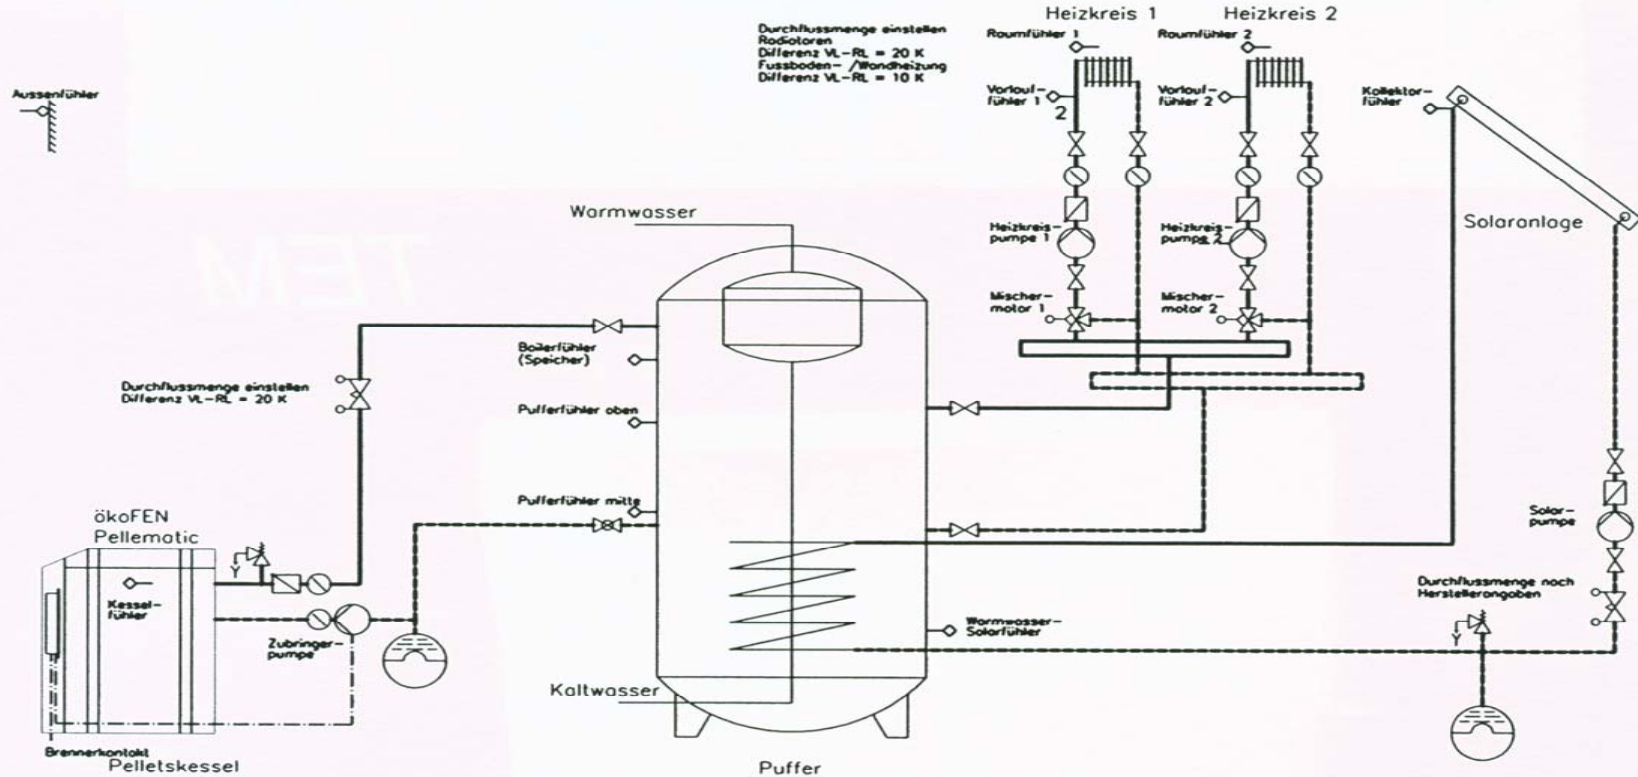 Heizkreis 1
Heizkreis 2
Durchflussmenge einstellen
Radiatoren
Differenz VL-RL = 20 K
Fussboden- /Wandheizung
Differenz VL-RL = 10 K
Raumfühler 1
Raumfühler 2
Aussenfühler
Vorlauf-
fühler 1
2
Vorlauf-
fühler 2
Kollektor-
fühler
Warmwasser
Solaranlage
Heizkreis-
pumpe 1
Heizkreis-
pumpe 2
Mischer-
motor 1
Mischer-
motor 2
Boilerfühler
(Speicher)
Durchflussmenge einstellen
Differenz VL-RL = 20 K
Pufferfühler oben
Pufferfühler mitte
ökoFEN
Pellematic
Solar-
pumpe
Kessel-
fühler
Durchflussmenge nach
Herstellerangaben
Zubringer-
pumpe
Warmwasser-
Solarfühler
Kaltwasser
Brennerkontakt
Pelletskessel
Puffer